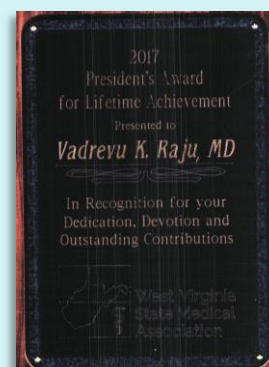 2017
President's Award
for Lifetime Achievement
Presented to
Vadrevu K. Raju, MD
In Recognition for your
Dedication, Devotion and
Outstanding Contributions
West Virginia
State Medical
Association